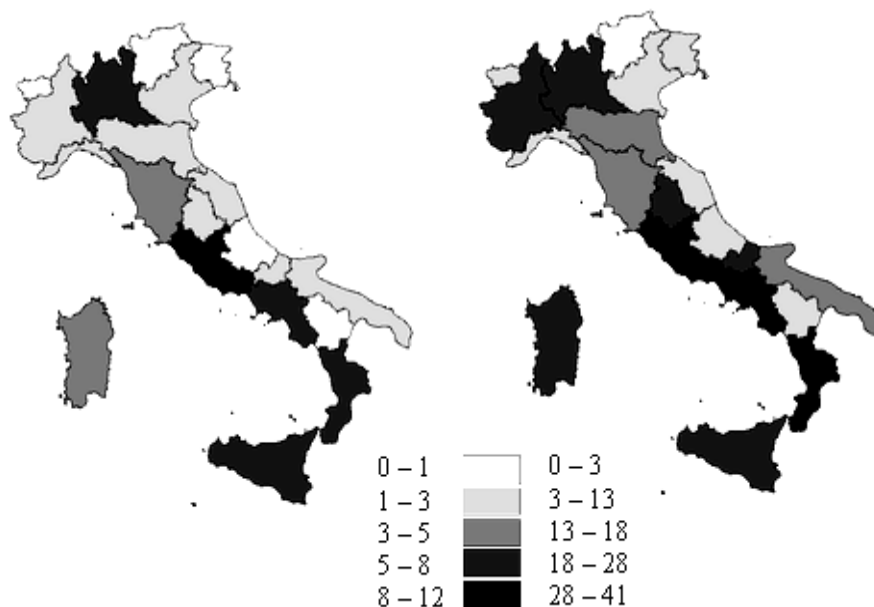 0 – 1 0 – 3
1 – 3 3 – 13
3 – 5 13 – 18
5 – 8 18 – 28
8 – 12 28 – 41